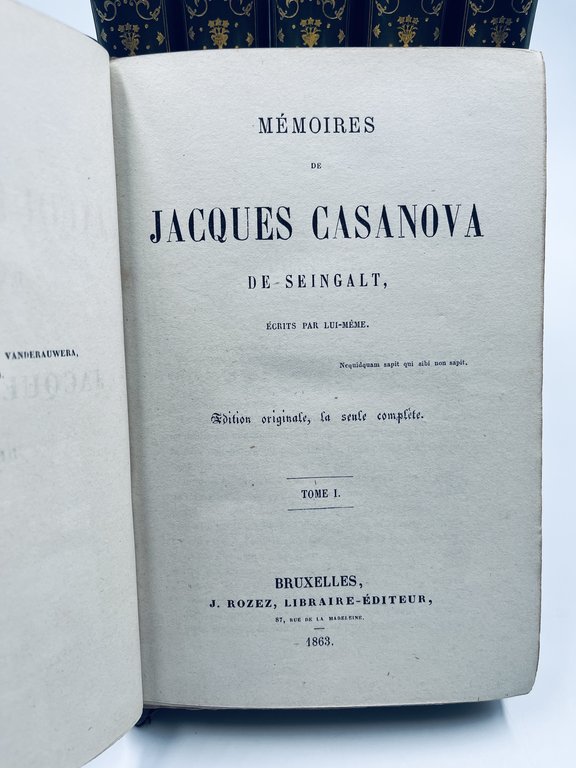 VANDERAUWERA,
MÉMOIRES
DE
JACQUES CASANOVA
DE SEINGALT,
ÉCRITS PAR LUI-MÊME.
Nequidquam sapit qui sibi non sapit.
Edition originale, la seule complète.
TOME I.
BRUXELLES,
J. ROZEZ, LIBRAIRE-ÉDITEUR,
87, RUE DE LA MADELEINE.
1863.